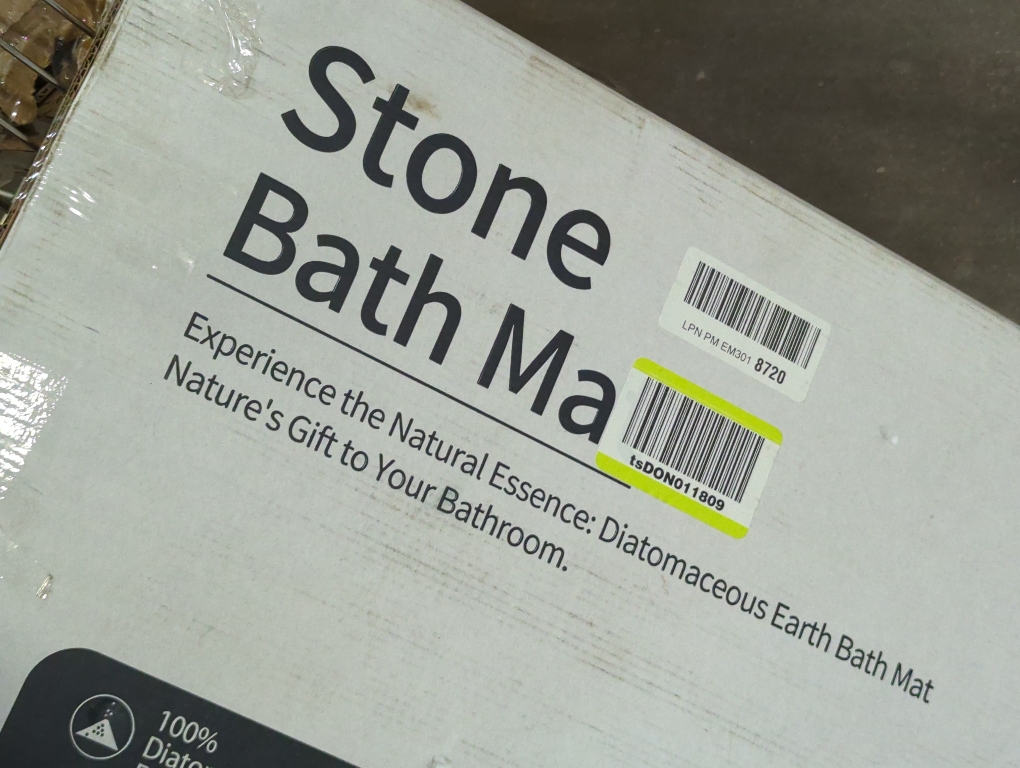 Stone
Bath Ma
LPN PM EM301 8720
tsDON011809
Experience the Natural Essence: Diatomaceous Earth Bath Mat
Nature's Gift to Your Bathroom.
100%